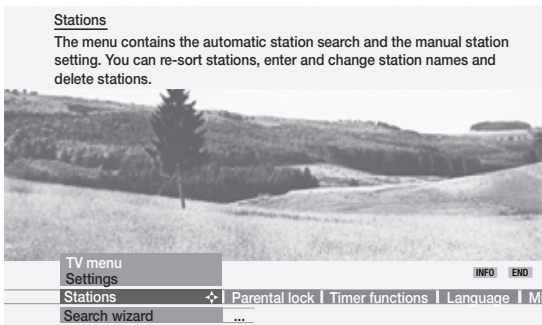 Stations
The menu contains the automatic station search and the manual station
setting. You can re-sort stations, enter and change station names and
delete stations.
TV menu
Settings
INFO END
Stations Parental lock Timer functions Language Mi
Search wizard ...